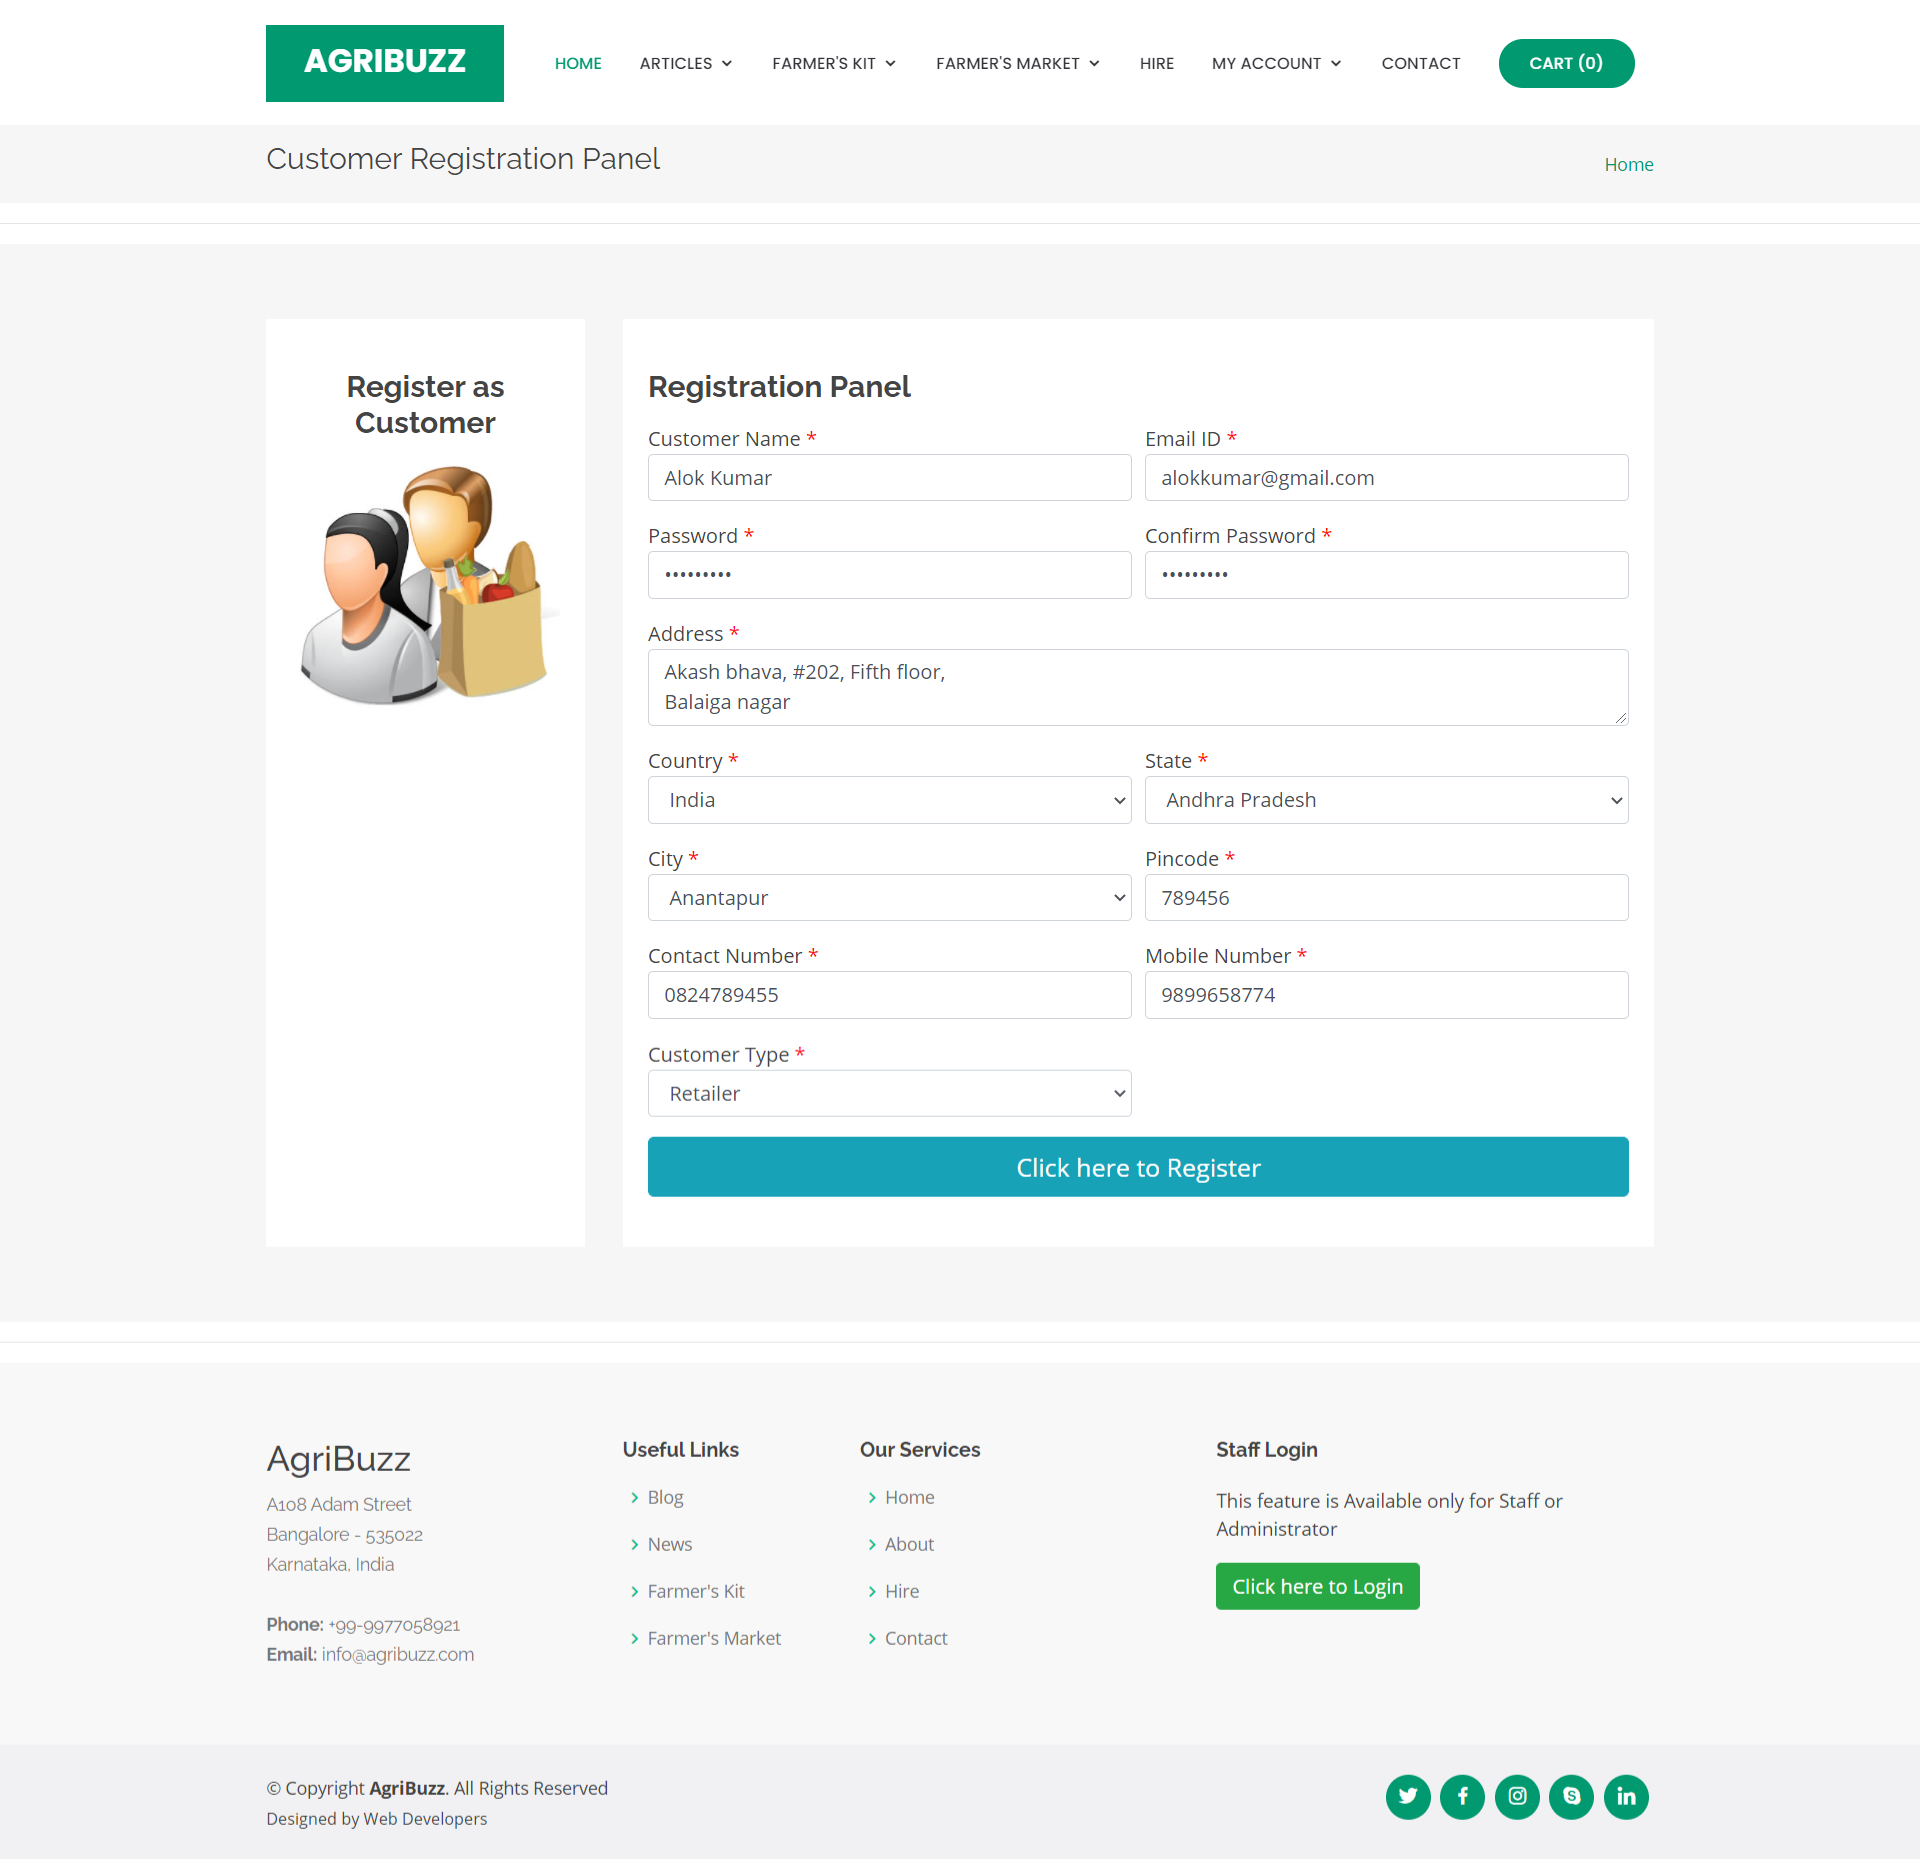 AGRIBUZZ
HOME
ARTICLES
FARMER'S KIT
FARMER'S MARKET
HIRE
MY ACCOUNT
CONTACT
CART (0)
Customer Registration Panel
Home
Register as
Customer
Registration Panel
Customer Name *
Email ID *
Alok Kumar
alokkumar@gmail.com
Password *
Confirm Password *
•••••••••
•••••••••
Address *
Akash bhava, #202, Fifth floor,
Balaiga nagar
Country *
State *
India
Andhra Pradesh
City *
Pincode *
Anantapur
789456
Contact Number *
Mobile Number *
0824789455
9899658774
Customer Type *
Retailer
Click here to Register
AgriBuzz
A108 Adam Street
Bangalore - 535022
Karnataka, India
Phone: +99-9977058921
Email: info@agribuzz.com
Useful Links
Blog
News
Farmer's Kit
Farmer's Market
Our Services
Home
About
Hire
Contact
Staff Login
This feature is Available only for Staff or
Administrator
Click here to Login
© Copyright AgriBuzz. All Rights Reserved
Designed by Web Developers